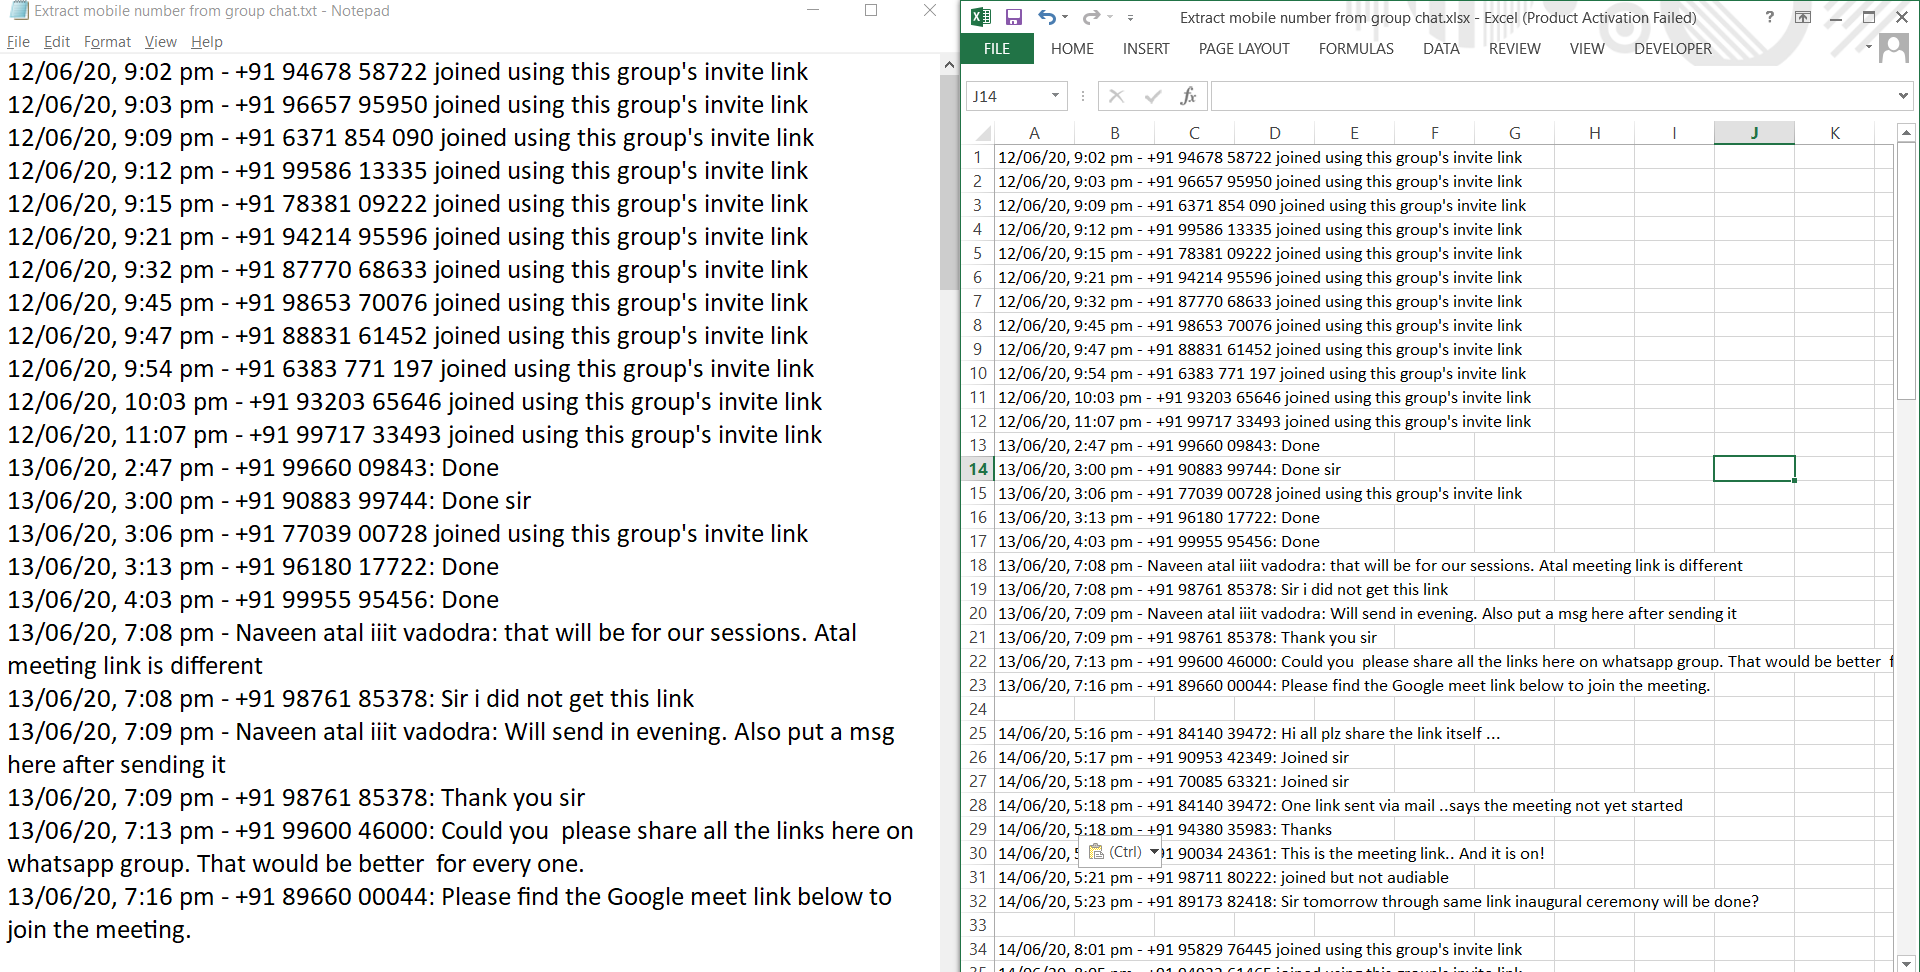 Extract mobile number from group chat.txt - Notepad
File Edit Format View Help
12/06/20, 9:02 pm - +91 94678 58722 joined using this group's invite link
12/06/20, 9:03 pm - +91 96657 95950 joined using this group's invite link
12/06/20, 9:09 pm - +91 6371 854 090 joined using this group's invite link
12/06/20, 9:12 pm - +91 99586 13335 joined using this group's invite link
12/06/20, 9:15 pm - +91 78381 09222 joined using this group's invite link
12/06/20, 9:21 pm - +91 94214 95596 joined using this group's invite link
12/06/20, 9:32 pm - +91 87770 68633 joined using this group's invite link
12/06/20, 9:45 pm - +91 98653 70076 joined using this group's invite link
12/06/20, 9:47 pm - +91 88831 61452 joined using this group's invite link
12/06/20, 9:54 pm - +91 6383 771 197 joined using this group's invite link
12/06/20, 10:03 pm - +91 93203 65646 joined using this group's invite link
12/06/20, 11:07 pm - +91 99717 33493 joined using this group's invite link
13/06/20, 2:47 pm - +91 99660 09843: Done
13/06/20, 3:00 pm - +91 90883 99744: Done sir
13/06/20, 3:06 pm - +91 77039 00728 joined using this group's invite link
13/06/20, 3:13 pm - +91 96180 17722: Done
13/06/20, 4:03 pm - +91 99955 95456: Done
13/06/20, 7:08 pm - Naveen atal iiit vadodra: that will be for our sessions. Atal
meeting link is different
13/06/20, 7:08 pm - +91 98761 85378: Sir i did not get this link
13/06/20, 7:09 pm - Naveen atal iiit vadodra: Will send in evening. Also put a msg
here after sending it
13/06/20, 7:09 pm - +91 98761 85378: Thank you sir
13/06/20, 7:13 pm - +91 99600 46000: Could you  please share all the links here on
whatsapp group. That would be better  for every one.
13/06/20, 7:16 pm - +91 89660 00044: Please find the Google meet link below to
join the meeting.
Extract mobile number from group chat.xlsx - Excel (Product Activation Failed)
FILE HOME INSERT PAGE LAYOUT FORMULAS DATA REVIEW VIEW DEVELOPER
J14 fx
A B C D E F G H I J K
1 12/06/20, 9:02 pm - +91 94678 58722 joined using this group's invite link
2 12/06/20, 9:03 pm - +91 96657 95950 joined using this group's invite link
3 12/06/20, 9:09 pm - +91 6371 854 090 joined using this group's invite link
4 12/06/20, 9:12 pm - +91 99586 13335 joined using this group's invite link
5 12/06/20, 9:15 pm - +91 78381 09222 joined using this group's invite link
6 12/06/20, 9:21 pm - +91 94214 95596 joined using this group's invite link
7 12/06/20, 9:32 pm - +91 87770 68633 joined using this group's invite link
8 12/06/20, 9:45 pm - +91 98653 70076 joined using this group's invite link
9 12/06/20, 9:47 pm - +91 88831 61452 joined using this group's invite link
10 12/06/20, 9:54 pm - +91 6383 771 197 joined using this group's invite link
11 12/06/20, 10:03 pm - +91 93203 65646 joined using this group's invite link
12 12/06/20, 11:07 pm - +91 99717 33493 joined using this group's invite link
13 13/06/20, 2:47 pm - +91 99660 09843: Done
14 13/06/20, 3:00 pm - +91 90883 99744: Done sir
15 13/06/20, 3:06 pm - +91 77039 00728 joined using this group's invite link
16 13/06/20, 3:13 pm - +91 96180 17722: Done
17 13/06/20, 4:03 pm - +91 99955 95456: Done
18 13/06/20, 7:08 pm - Naveen atal iiit vadodra: that will be for our sessions. Atal meeting link is different
19 13/06/20, 7:08 pm - +91 98761 85378: Sir i did not get this link
20 13/06/20, 7:09 pm - Naveen atal iiit vadodra: Will send in evening. Also put a msg here after sending it
21 13/06/20, 7:09 pm - +91 98761 85378: Thank you sir
22 13/06/20, 7:13 pm - +91 99600 46000: Could you  please share all the links here on whatsapp group. That would be better  f
23 13/06/20, 7:16 pm - +91 89660 00044: Please find the Google meet link below to join the meeting.
24
25 14/06/20, 5:16 pm - +91 84140 39472: Hi all plz share the link itself ...
26 14/06/20, 5:17 pm - +91 90953 42349: Joined sir
27 14/06/20, 5:18 pm - +91 70085 63321: Joined sir
28 14/06/20, 5:18 pm - +91 84140 39472: One link sent via mail ..says the meeting not yet started
29 14/06/20, 5:18 pm - +91 94380 35983: Thanks
30 14/06/20, (Ctrl) 90034 24361: This is the meeting link.. And it is on!
31 14/06/20, 5:21 pm - +91 98711 80222: joined but not audiable
32 14/06/20, 5:23 pm - +91 89173 82418: Sir tomorrow through same link inaugural ceremony will be done?
33
34 14/06/20, 8:01 pm - +91 95829 76445 joined using this group's invite link